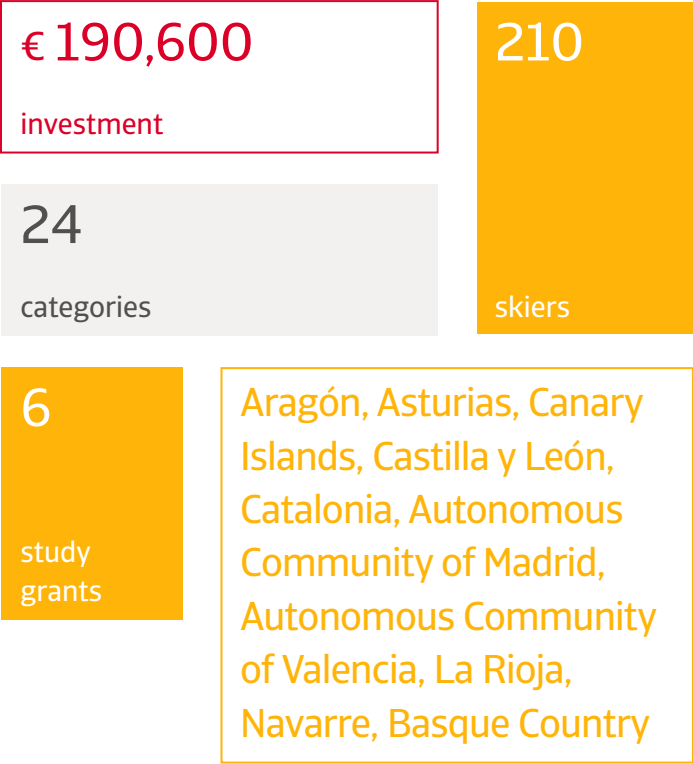 € 190,600
investment
210
skiers
24
categories
6
study
grants
Aragón, Asturias, Canary
Islands, Castilla y León,
Catalonia, Autonomous
Community of Madrid,
Autonomous Community
of Valencia, La Rioja,
Navarre, Basque Country